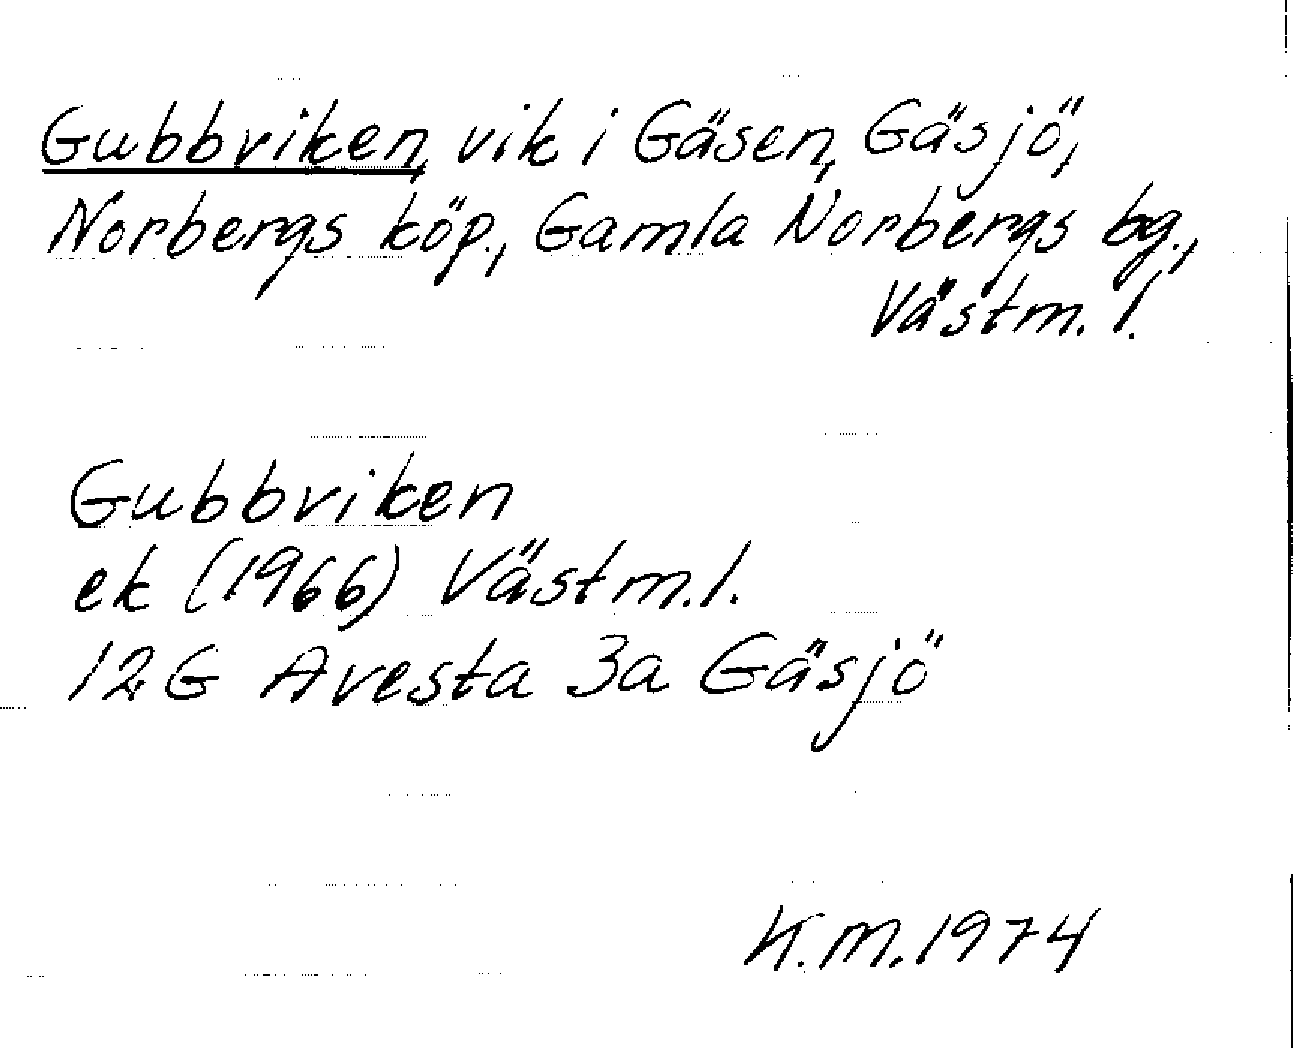 Gubbviken, vik i Gäsen, Gäsjö,
Norbergs köp., Gamla Norbergs bg.,
Västm. l.
Gubbviken
ek (1966) Västm.l.
12G Avesta 3a Gäsjö
K.M.1974